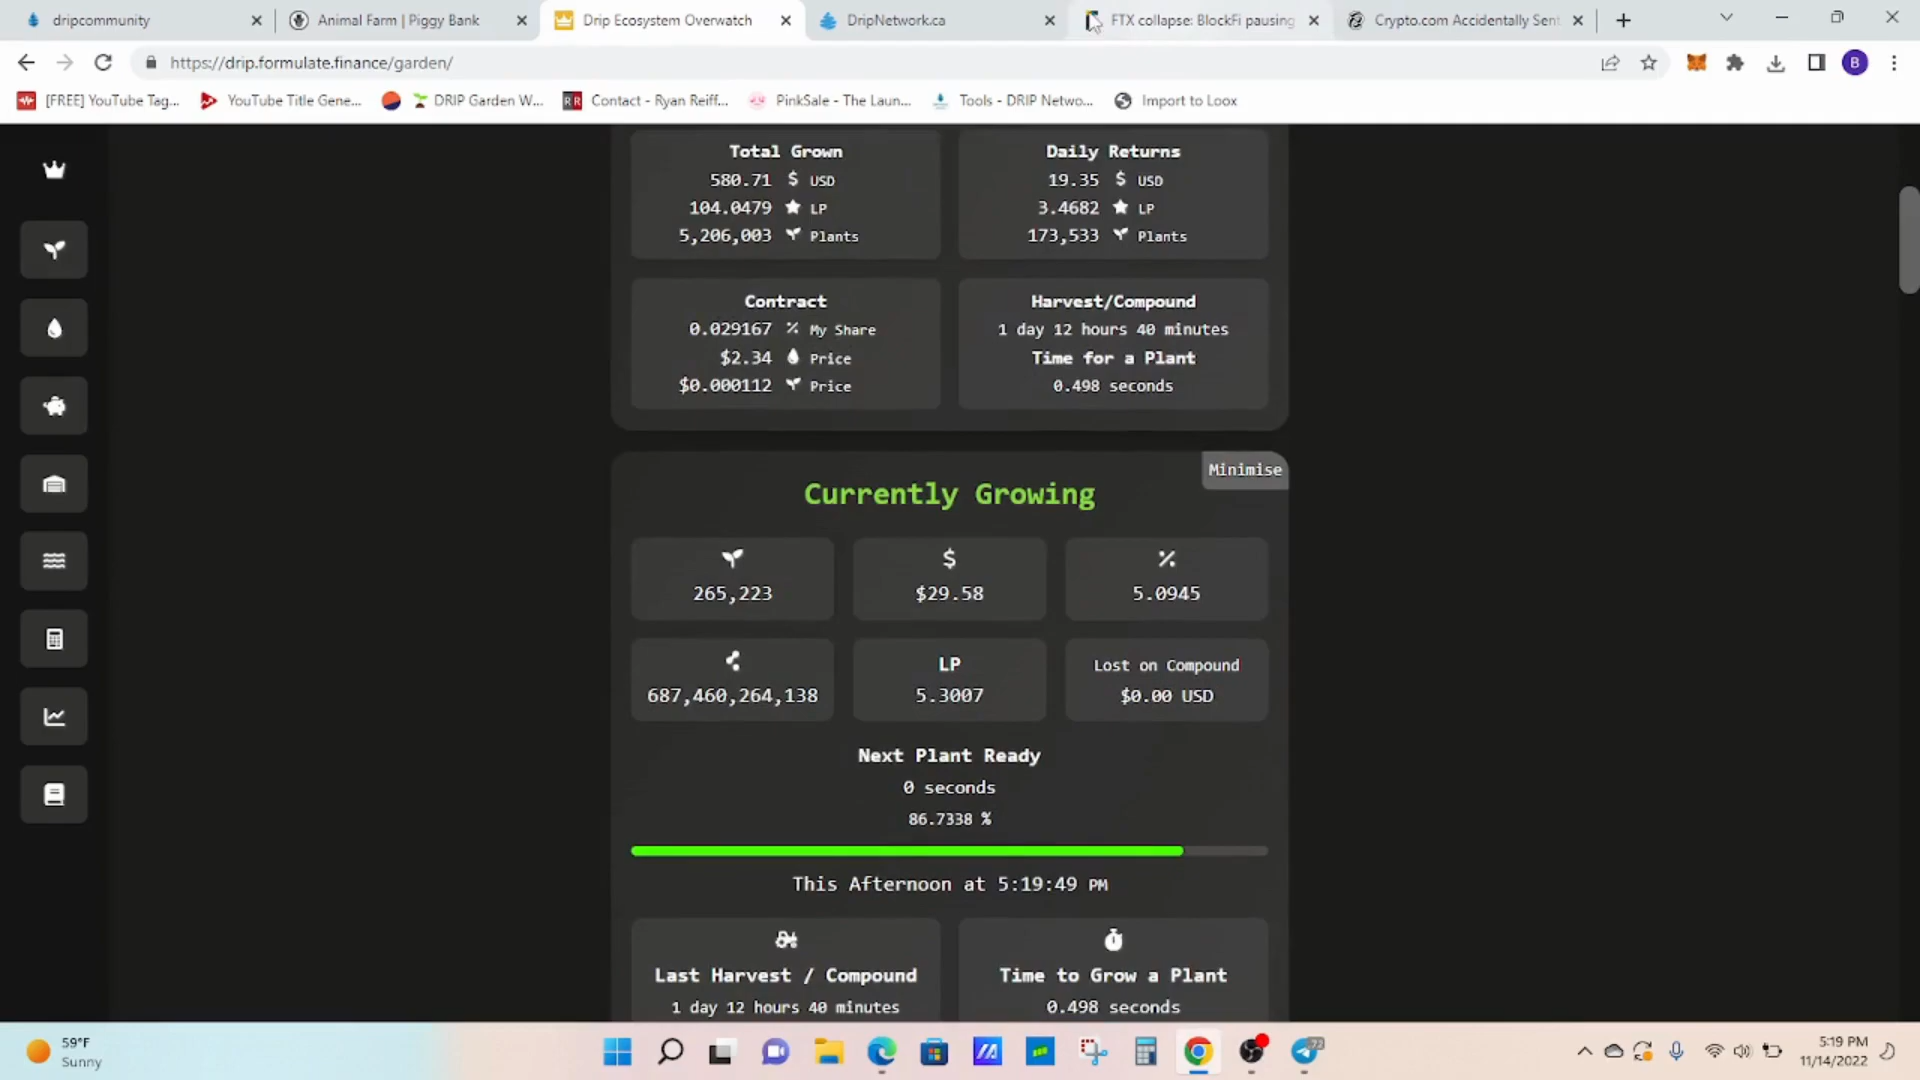 dripcommunity
Animal Farm | Piggy Bank
Drip Ecosystem Overwatch
DripNetwork.ca
FTX collapse: BlockFi pausing
Crypto.com Accidentally Sent
https://drip.formulate.finance/garden/
B
[FREE] YouTube Tag...
YouTube Title Gene...
DRIP Garden W...
RR
Contact - Ryan Reiff...
PinkSale - The Laun...
Tools - DRIP Netwo...
Import to Loox
Total Grown
580.71 $ USD
104.0479 LP
5,206,003 Plants
Daily Returns
19.35 $ USD
3.4682 LP
173,533 Plants
Contract
0.029167 % My Share
$2.34 Price
$0.000112 Price
Harvest/Compound
1 day 12 hours 40 minutes
Time for a Plant
0.498 seconds
Minimise
Currently Growing
265,223
$
$29.58
%
5.0945
687,460,264,138
LP
5.3007
Lost on Compound
$0.00 USD
Next Plant Ready
0 seconds
86.7338 %
This Afternoon at 5:19:49 PM
Last Harvest / Compound
1 day 12 hours 40 minutes
Time to Grow a Plant
0.498 seconds
59°F
Sunny
72
5:19 PM
11/14/2022